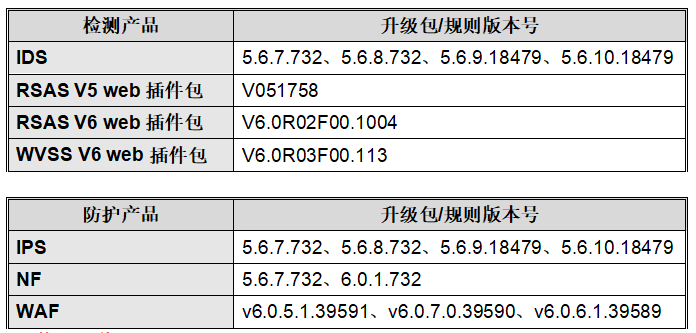 检测产品 升级包/规则版本号
IDS 5.6.7.732、5.6.8.732、5.6.9.18479、5.6.10.18479
RSAS V5 web 插件包 V051758
RSAS V6 web 插件包 V6.0R02F00.1004
WVSS V6 web 插件包 V6.0R03F00.113
防护产品 升级包/规则版本号
IPS 5.6.7.732、5.6.8.732、5.6.9.18479、5.6.10.18479
NF 5.6.7.732、6.0.1.732
WAF v6.0.5.1.39591、v6.0.7.0.39590、v6.0.6.1.39589